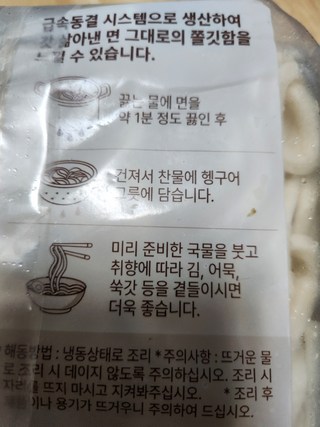 급속동결 시스템으로 생산하여
갓 삶아낸 면 그대로의 쫄깃함을
느낄 수 있습니다.
끓는 물에 면을
약 1분 정도 끓인 후
건져서 찬물에 헹구어
그릇에 담습니다.
미리 준비한 국물을 붓고
취향에 따라 김, 어묵,
쑥갓 등을 곁들이시면
더욱 좋습니다.
해동방법 : 냉동상태로 조리 * 주의사항 : 뜨거운 물
로 조리 시 데이지 않도록 주의하십시오. 조리 시
자리를 뜨지 마시고 지켜봐주십시오. * 조리 후
이나 용기가 뜨거우니 주의하여 드십시오.